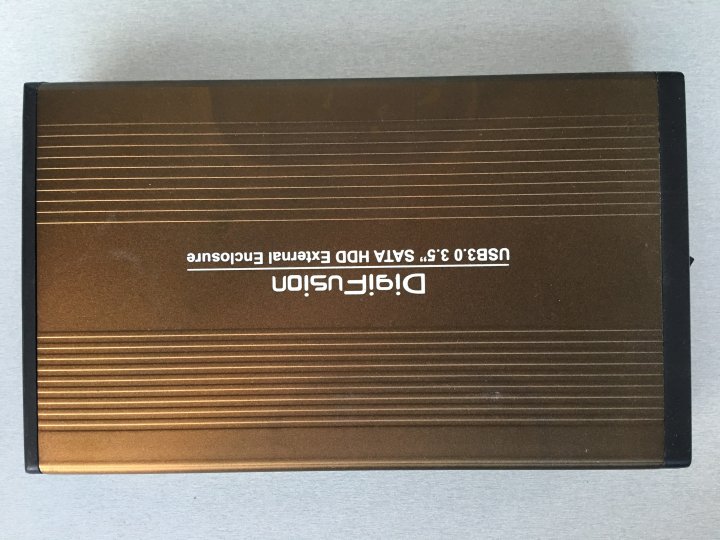 DigiFusion
USB3.0 3.5” SATA HDD External Enclosure